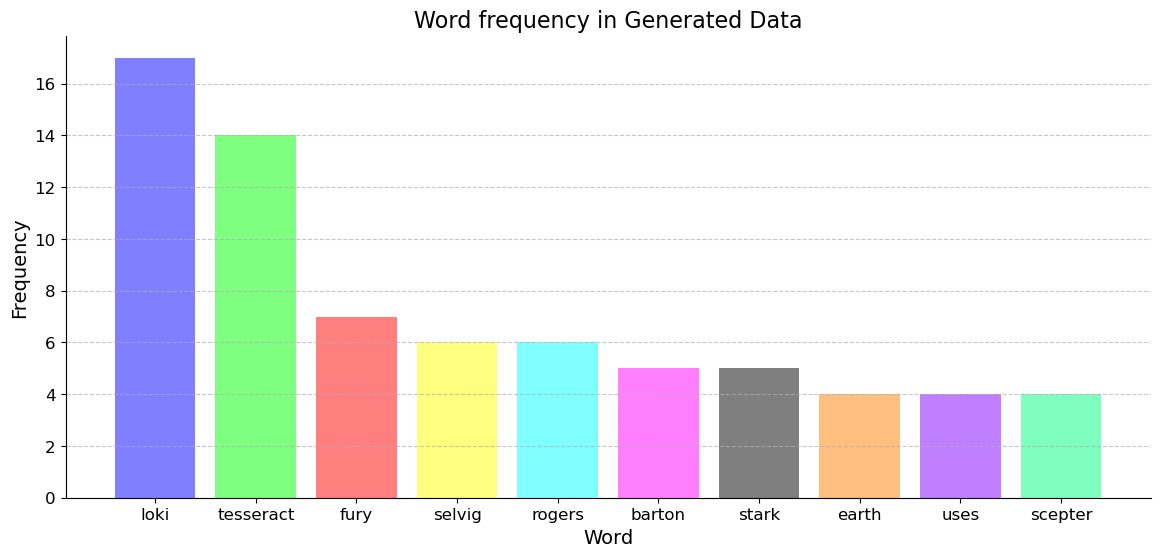 Word frequency in Generated Data
Frequency
16
14
12
10
8
6
4
2
0
loki tesseract fury selvig rogers barton stark earth uses scepter
Word